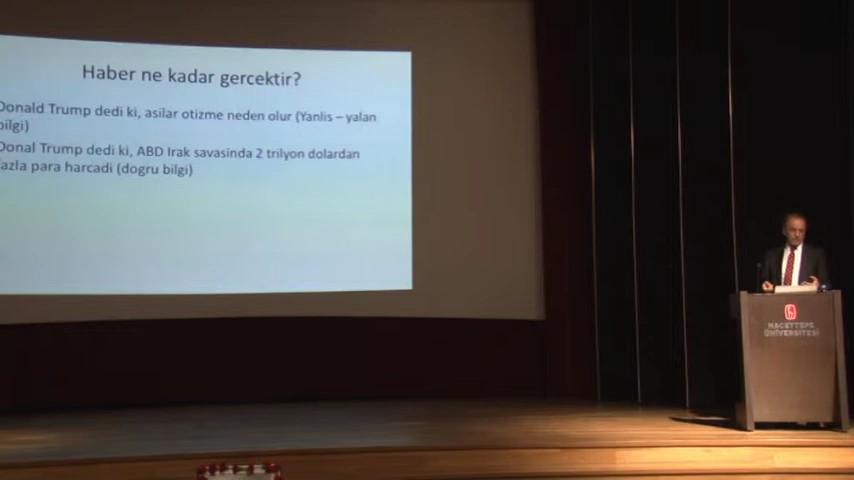 Haber ne kadar gercektir?
Donald Trump dedi ki, asilar otizme neden olur (Yanlis – yalan
bilgi)
Donal Trump dedi ki, ABD Irak savasinda 2 trilyon dolardan
fazla para harcadi (dogru bilgi)
HACETTEPE
ÜNİVERSİTESİ